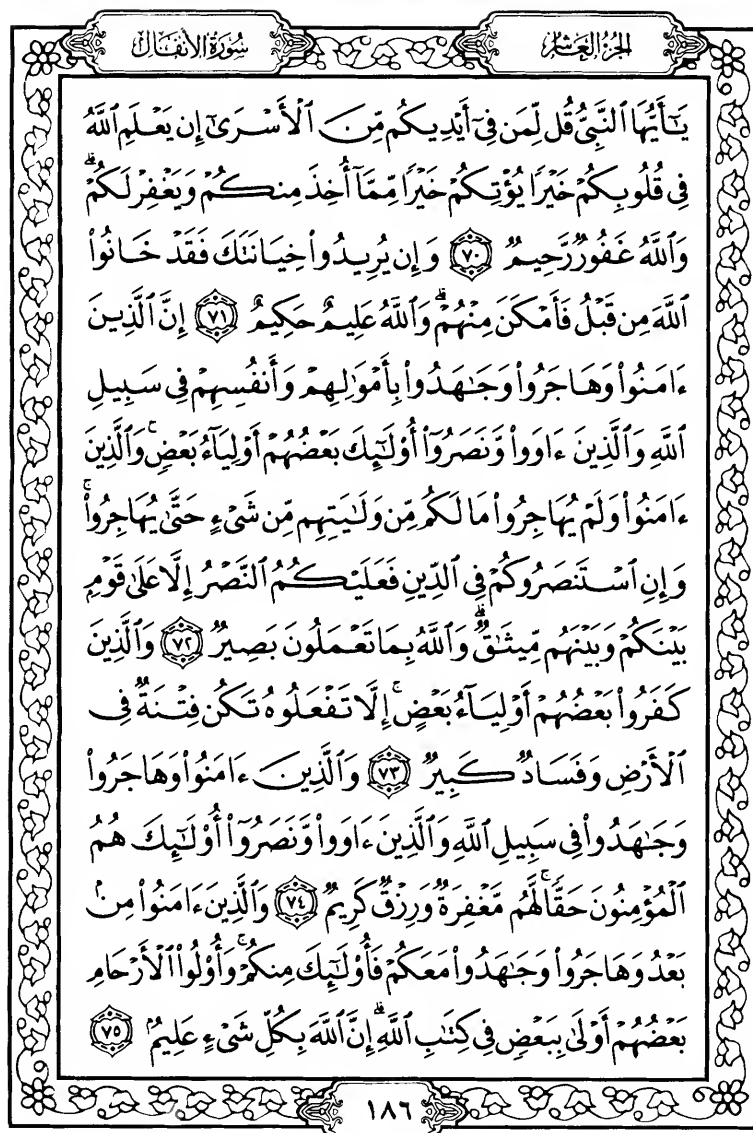 سُورَةُ الأَنفَال
الجُزءُ العَاشِرُ
يَـٰٓأَيُّهَا ٱلنَّبِىُّ قُل لِّمَن فِىٓ أَيْدِيكُم مِّنَ ٱلْأَسْرَىٰٓ إِن يَعْلَمِ ٱللَّهُ
فِى قُلُوبِكُمْ خَيْرًا يُؤْتِكُمْ خَيْرًا مِّمَّآ أُخِذَ مِنكُمْ وَيَغْفِرْ لَكُمْ ۗ
وَٱللَّهُ غَفُورٌ رَّحِيمٌ ٧٠ وَإِن يُرِيدُوا۟ خِيَانَتَكَ فَقَدْ خَانُوا۟
ٱللَّهَ مِن قَبْلُ فَأَمْكَنَ مِنْهُمْ ۗ وَٱللَّهُ عَلِيمٌ حَكِيمٌ ٧١ إِنَّ ٱلَّذِينَ
ءَامَنُوا۟ وَهَاجَرُوا۟ وَجَـٰهَدُوا۟ بِأَمْوَٰلِهِمْ وَأَنفُسِهِمْ فِى سَبِيلِ
ٱللَّهِ وَٱلَّذِينَ ءَاوَوا۟ وَّنَصَرُوٓا۟ أُو۟لَـٰٓئِكَ بَعْضُهُمْ أَوْلِيَآءُ بَعْضٍ ۚ وَٱلَّذِينَ
ءَامَنُوا۟ وَلَمْ يُهَاجِرُوا۟ مَا لَكُم مِّن وَلَـٰيَتِهِم مِّن شَىْءٍ حَتَّىٰ يُهَاجِرُوا۟ ۚ
وَإِنِ ٱسْتَنصَرُوكُمْ فِى ٱلدِّينِ فَعَلَيْكُمُ ٱلنَّصْرُ إِلَّا عَلَىٰ قَوْمٍ
بَيْنَكُمْ وَبَيْنَهُم مِّيثَـٰقٌ ۗ وَٱللَّهُ بِمَا تَعْمَلُونَ بَصِيرٌ ٧٢ وَٱلَّذِينَ
كَفَرُوا۟ بَعْضُهُمْ أَوْلِيَآءُ بَعْضٍ ۚ إِلَّا تَفْعَلُوهُ تَكُن فِتْنَةٌ فِى
ٱلْأَرْضِ وَفَسَادٌ كَبِيرٌ ٧٣ وَٱلَّذِينَ ءَامَنُوا۟ وَهَاجَرُوا۟
وَجَـٰهَدُوا۟ فِى سَبِيلِ ٱللَّهِ وَٱلَّذِينَ ءَاوَوا۟ وَّنَصَرُوٓا۟ أُو۟لَـٰٓئِكَ هُمُ
ٱلْمُؤْمِنُونَ حَقًّا ۚ لَّهُم مَّغْفِرَةٌ وَرِزْقٌ كَرِيمٌ ٧٤ وَٱلَّذِينَ ءَامَنُوا۟ مِنۢ
بَعْدُ وَهَاجَرُوا۟ وَجَـٰهَدُوا۟ مَعَكُمْ فَأُو۟لَـٰٓئِكَ مِنكُمْ ۚ وَأُو۟لُوا۟ ٱلْأَرْحَامِ
بَعْضُهُمْ أَوْلَىٰ بِبَعْضٍ فِى كِتَـٰبِ ٱللَّهِ ۗ إِنَّ ٱللَّهَ بِكُلِّ شَىْءٍ عَلِيمٌۢ ٧٥
١٨٦